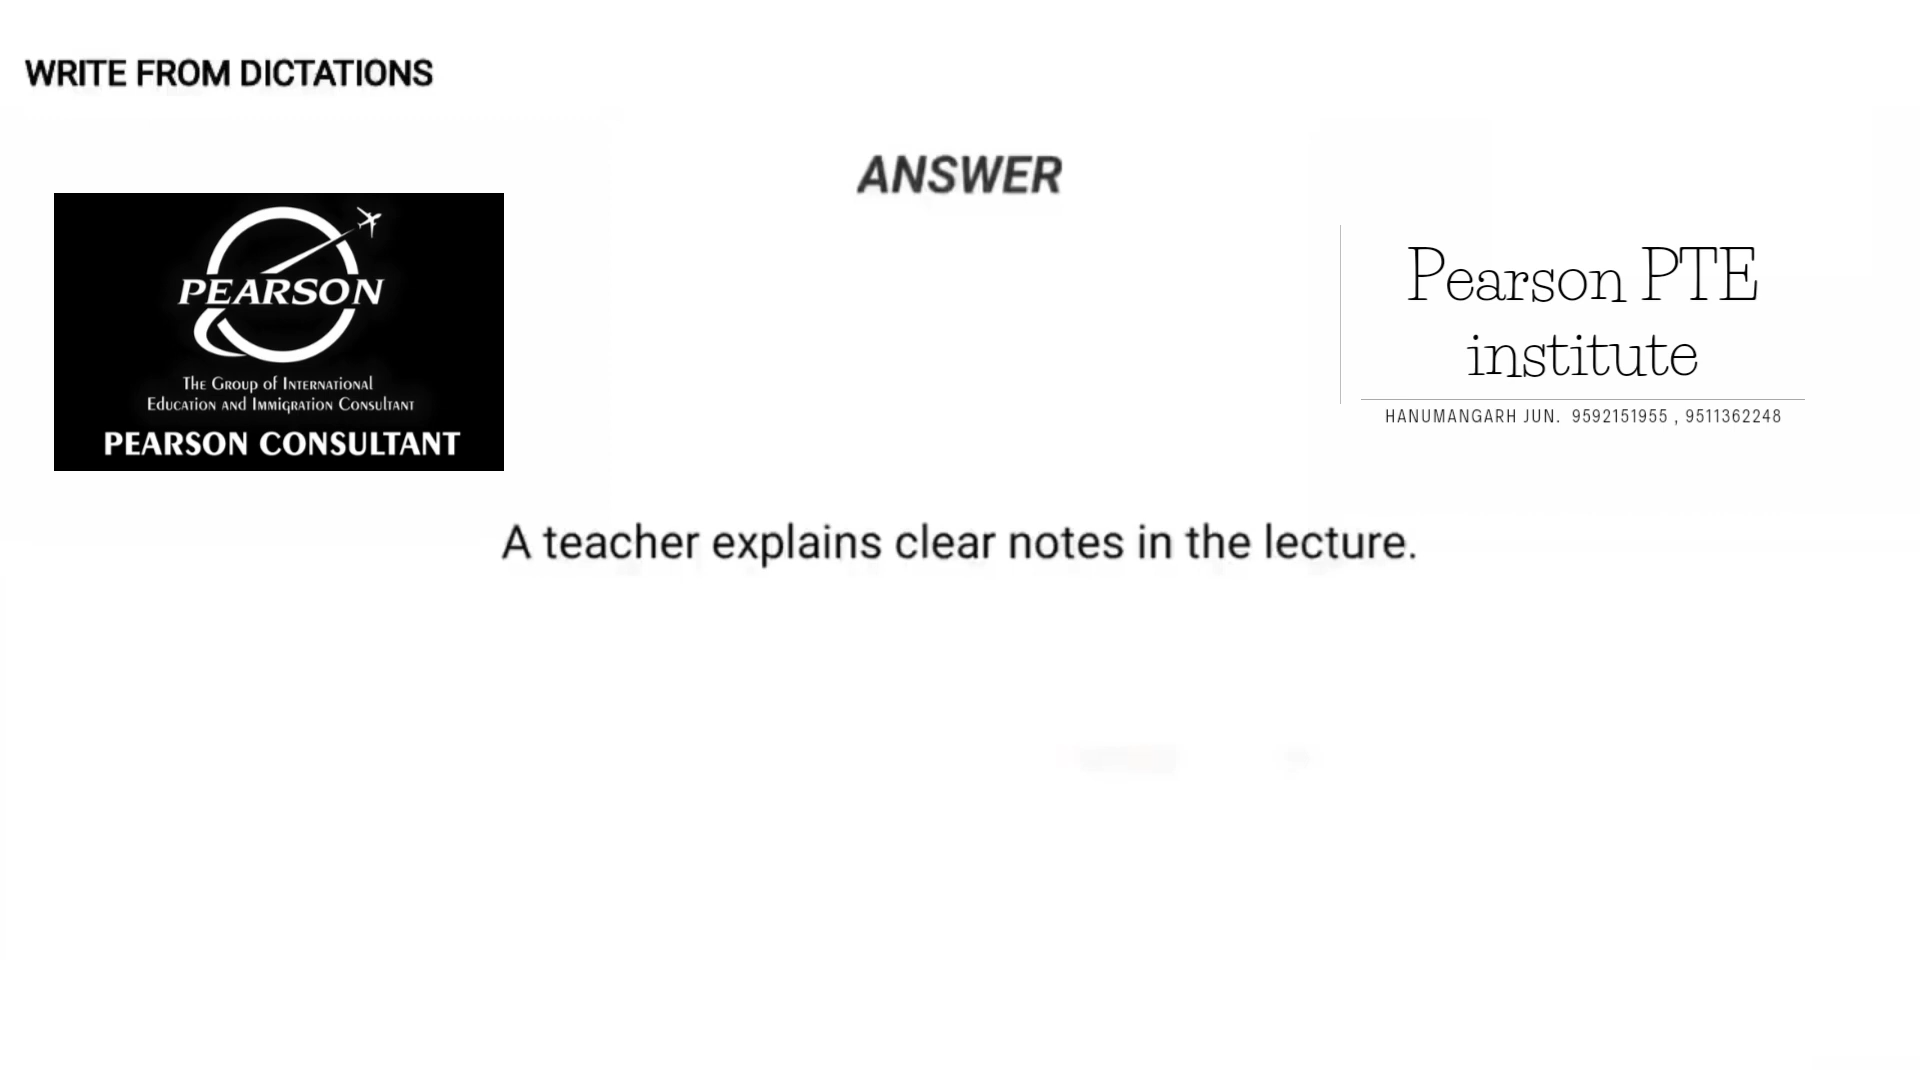 WRITE FROM DICTATIONS
ANSWER
PEARSON
The Group of International
Education and Immigration Consultant
PEARSON CONSULTANT
Pearson PTE
institute
HANUMANGARH JUN. 9592151955 , 9511362248
A teacher explains clear notes in the lecture.